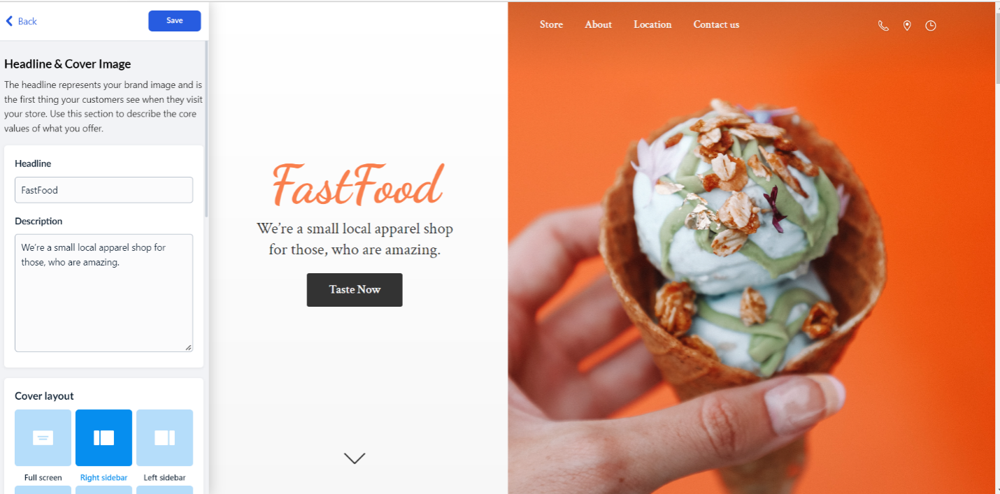 Back
Save
Headline & Cover Image
The headline represents your brand image and is
the first thing your customers see when they visit
your store. Use this section to describe the core
values of what you offer.
Headline
FastFood
Description
We’re a small local apparel shop for
those, who are amazing.
Cover layout
Full screen
Right sidebar
Left sidebar
Store
About
Location
Contact us
FastFood
We’re a small local apparel shop
for those, who are amazing.
Taste Now